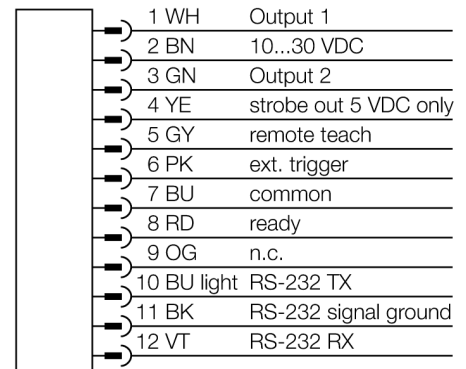 1 WH Output 1
2 BN 10...30 VDC
3 GN Output 2
4 YE strobe out 5 VDC only
5 GY remote teach
6 PK ext. trigger
7 BU common
8 RD ready
9 OG n.c.
10 BU light RS-232 TX
11 BK RS-232 signal ground
12 VT RS-232 RX